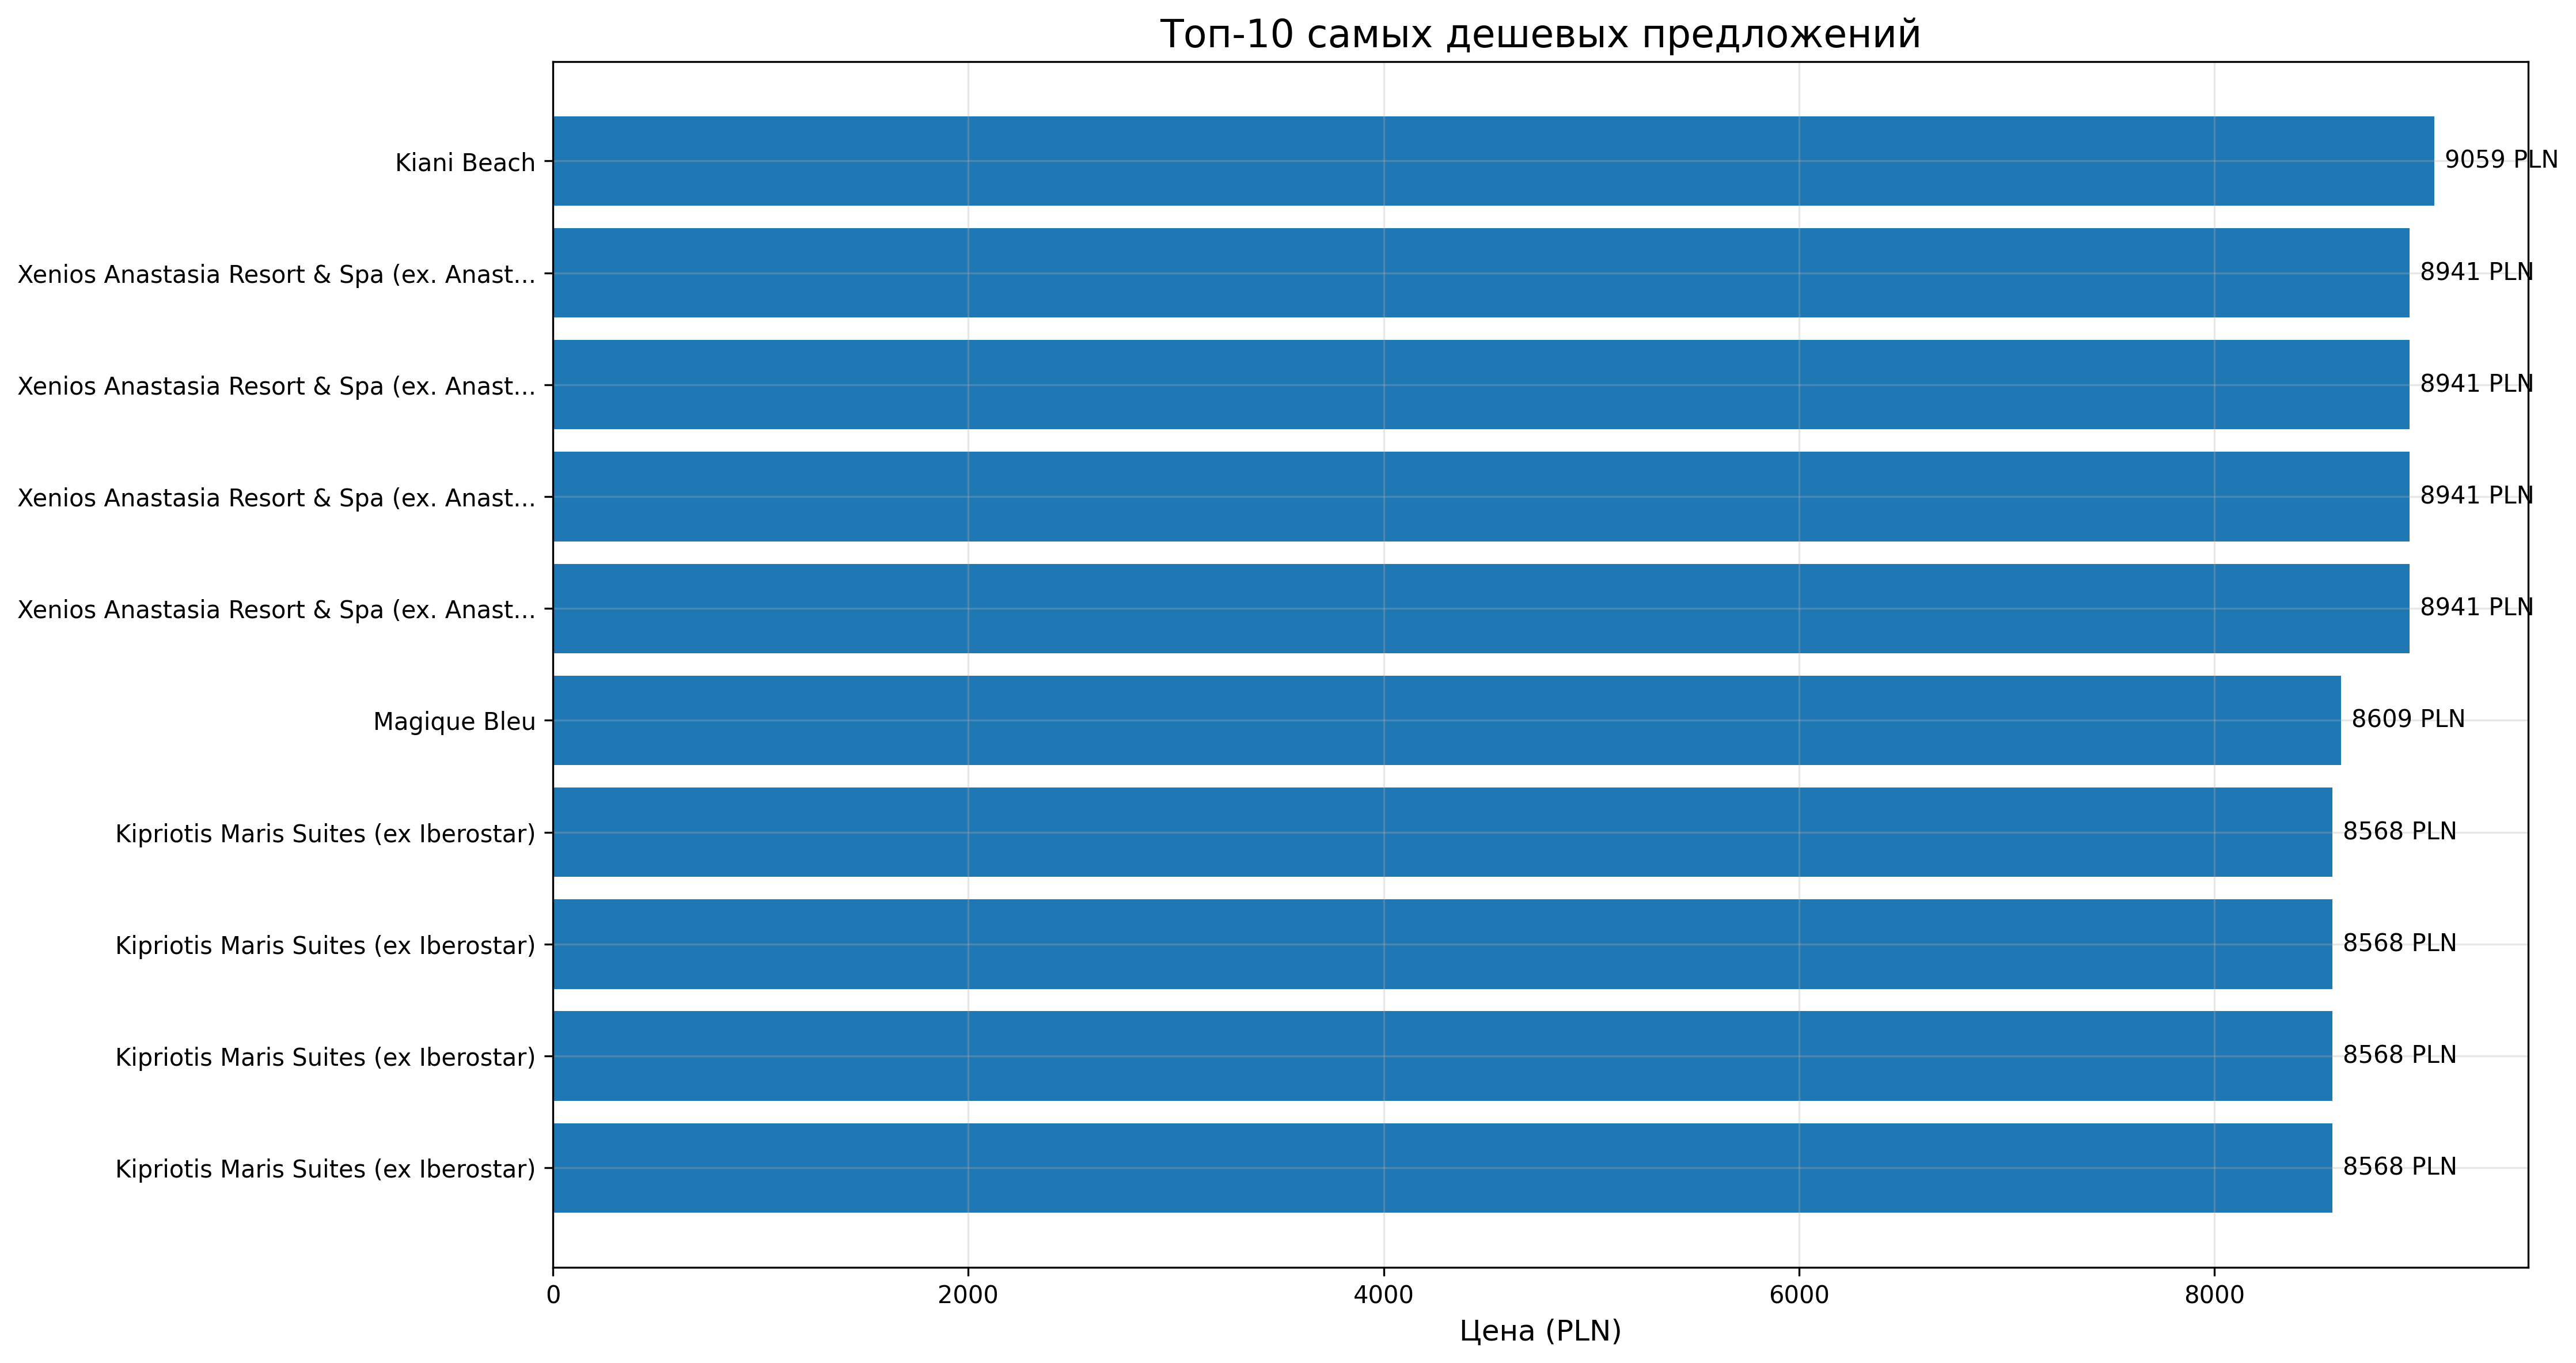 Топ-10 самых дешевых предложений
Kiani Beach
9059 PLN
Xenios Anastasia Resort & Spa (ex. Anast...
8941 PLN
Xenios Anastasia Resort & Spa (ex. Anast...
8941 PLN
Xenios Anastasia Resort & Spa (ex. Anast...
8941 PLN
Xenios Anastasia Resort & Spa (ex. Anast...
8941 PLN
Magique Bleu
8609 PLN
Kipriotis Maris Suites (ex Iberostar)
8568 PLN
Kipriotis Maris Suites (ex Iberostar)
8568 PLN
Kipriotis Maris Suites (ex Iberostar)
8568 PLN
Kipriotis Maris Suites (ex Iberostar)
8568 PLN
0 2000 4000 6000 8000
Цена (PLN)